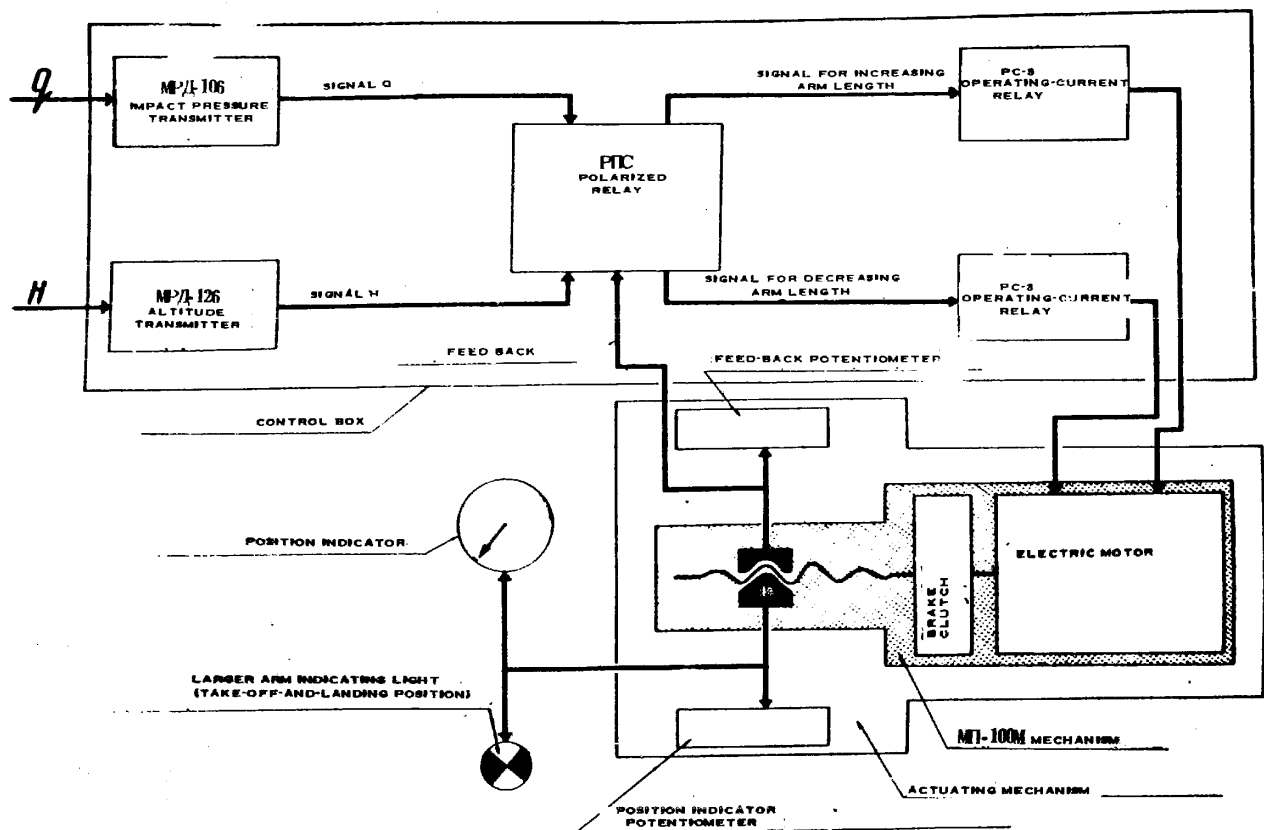 Q
МРД-106
IMPACT PRESSURE
TRANSMITTER
SIGNAL Q
SIGNAL FOR INCREASING
ARM LENGTH
PC-8
OPERATING-CURRENT
RELAY
РПС
POLARIZED
RELAY
H
МРД-126
ALTITUDE
TRANSMITTER
SIGNAL H
SIGNAL FOR DECREASING
ARM LENGTH
PC-8
OPERATING-CURRENT
RELAY
FEED BACK
FEED-BACK POTENTIOMETER
CONTROL BOX
POSITION INDICATOR
ELECTRIC MOTOR
BRAKE
CLUTCH
LARGER ARM INDICATING LIGHT
(TAKE-OFF-AND-LANDING POSITION)
МП-100М MECHANISM
ACTUATING MECHANISM
POSITION INDICATOR
POTENTIOMETER